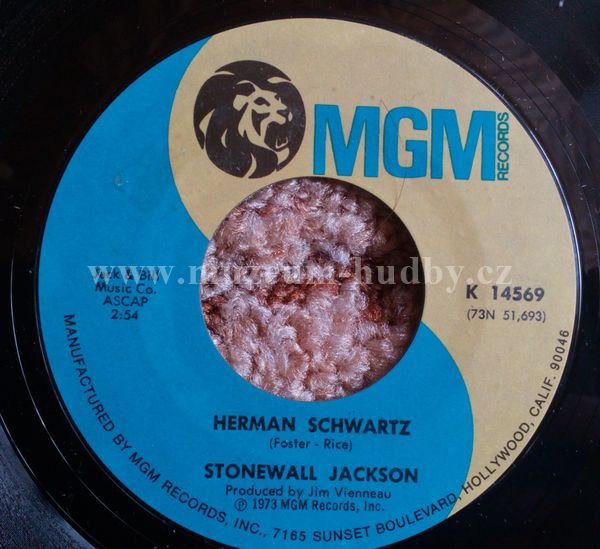 MGM
RECORDS
Jack & Bill
Music Co.
ASCAP
2:54
www.muzeum-hudby.cz
K 14569
(73N 51,693)
HERMAN SCHWARTZ
(Foster - Rice)
STONEWALL JACKSON
Produced by Jim Vienneau
Ⓟ 1973 MGM Records, Inc.
MANUFACTURED BY MGM RECORDS, INC., 7165 SUNSET BOULEVARD, HOLLYWOOD, CALIF. 90046